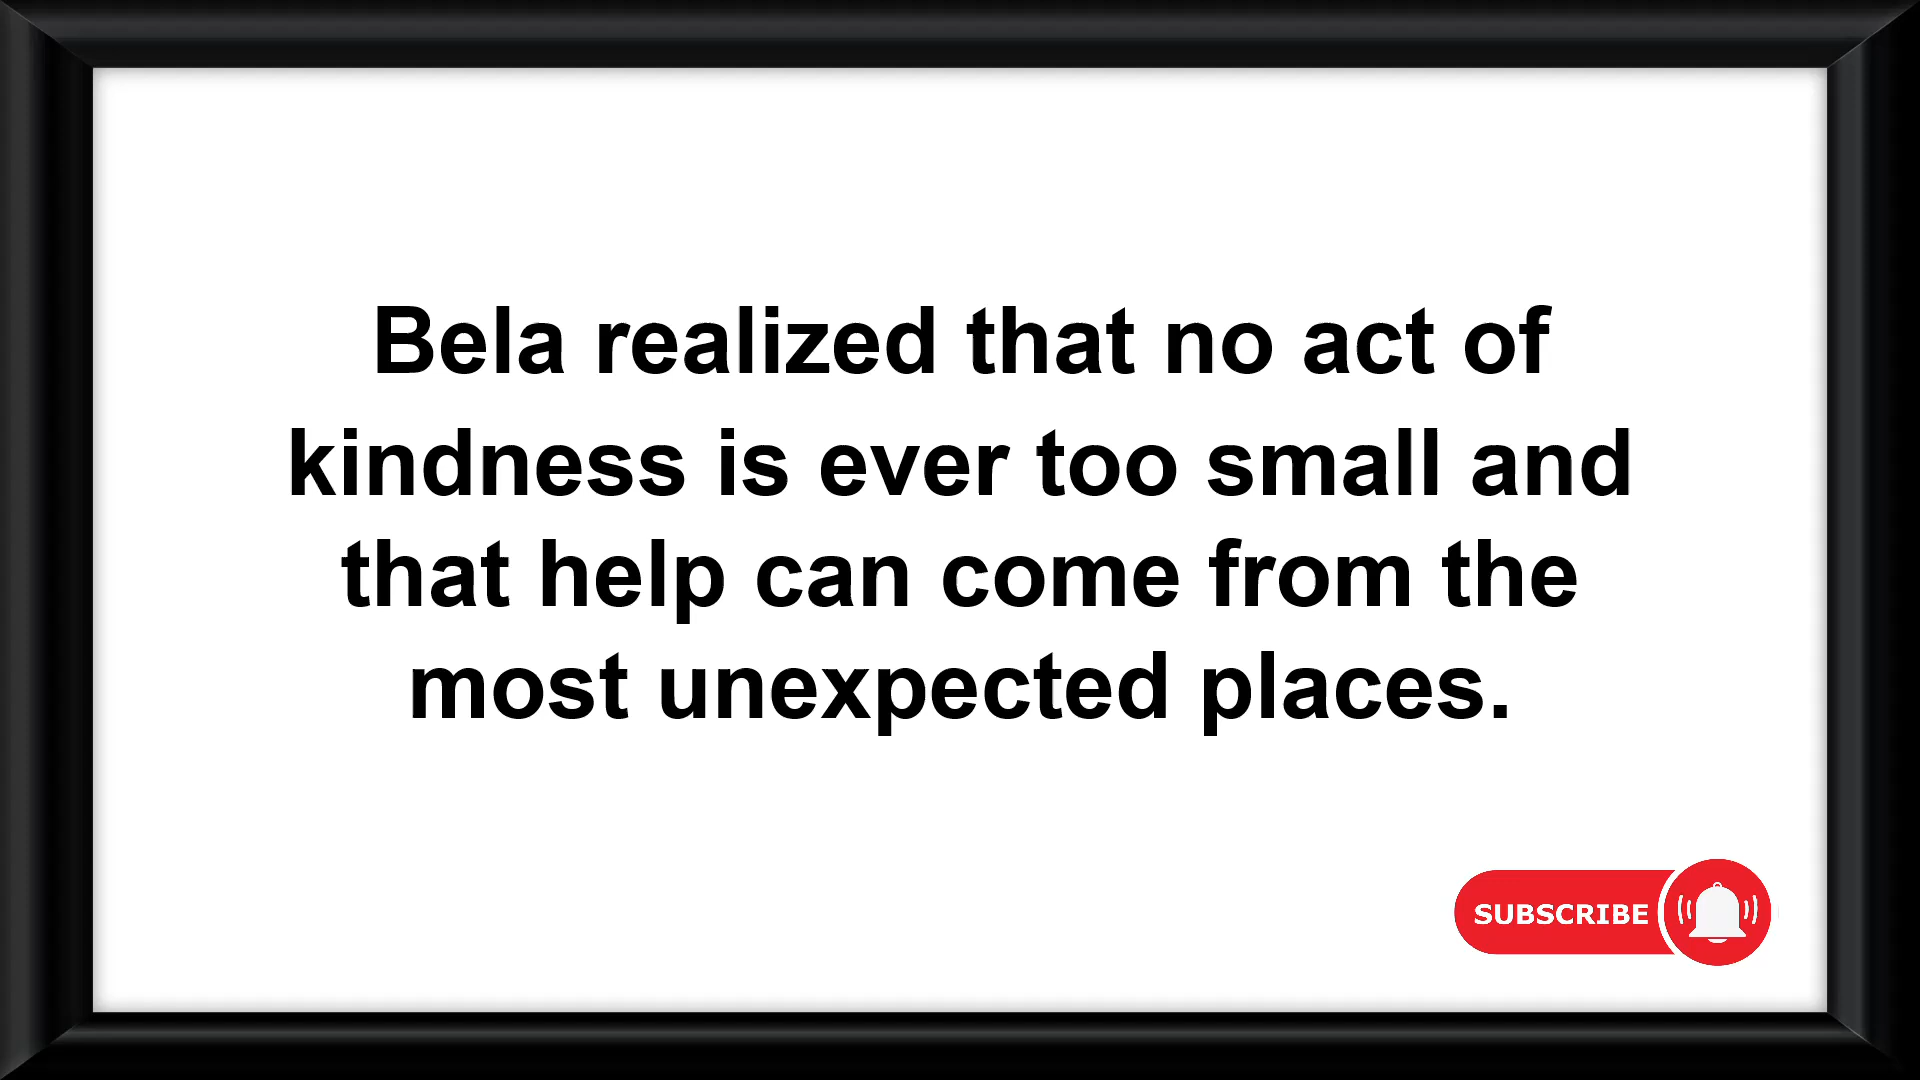 Bela realized that no act of
kindness is ever too small and
that help can come from the
most unexpected places.
SUBSCRIBE